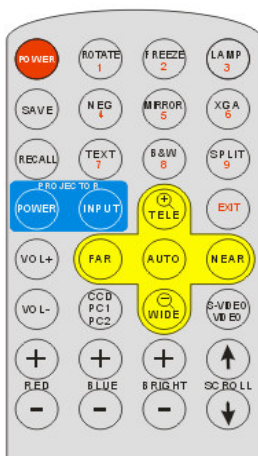 POWER ROTATE FREEZE LAMP
1 2 3
SAVE NEG MIRROR XGA
4 5 6
RECALL TEXT B&W SPLIT
7 8 9
PROJECTOR
POWER INPUT TELE EXIT
VOL+ FAR AUTO NEAR
VOL- CCD WIDE S-VIDEO
PC1 VIDEO
PC2
+ + +
RED BLUE BRIGHT SCROLL
- - -